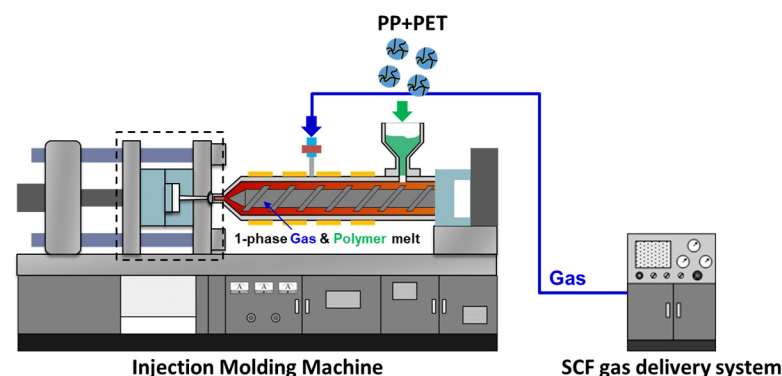 PP+PET
1-phase Gas & Polymer melt
A A A
Gas
Injection Molding Machine
SCF gas delivery system